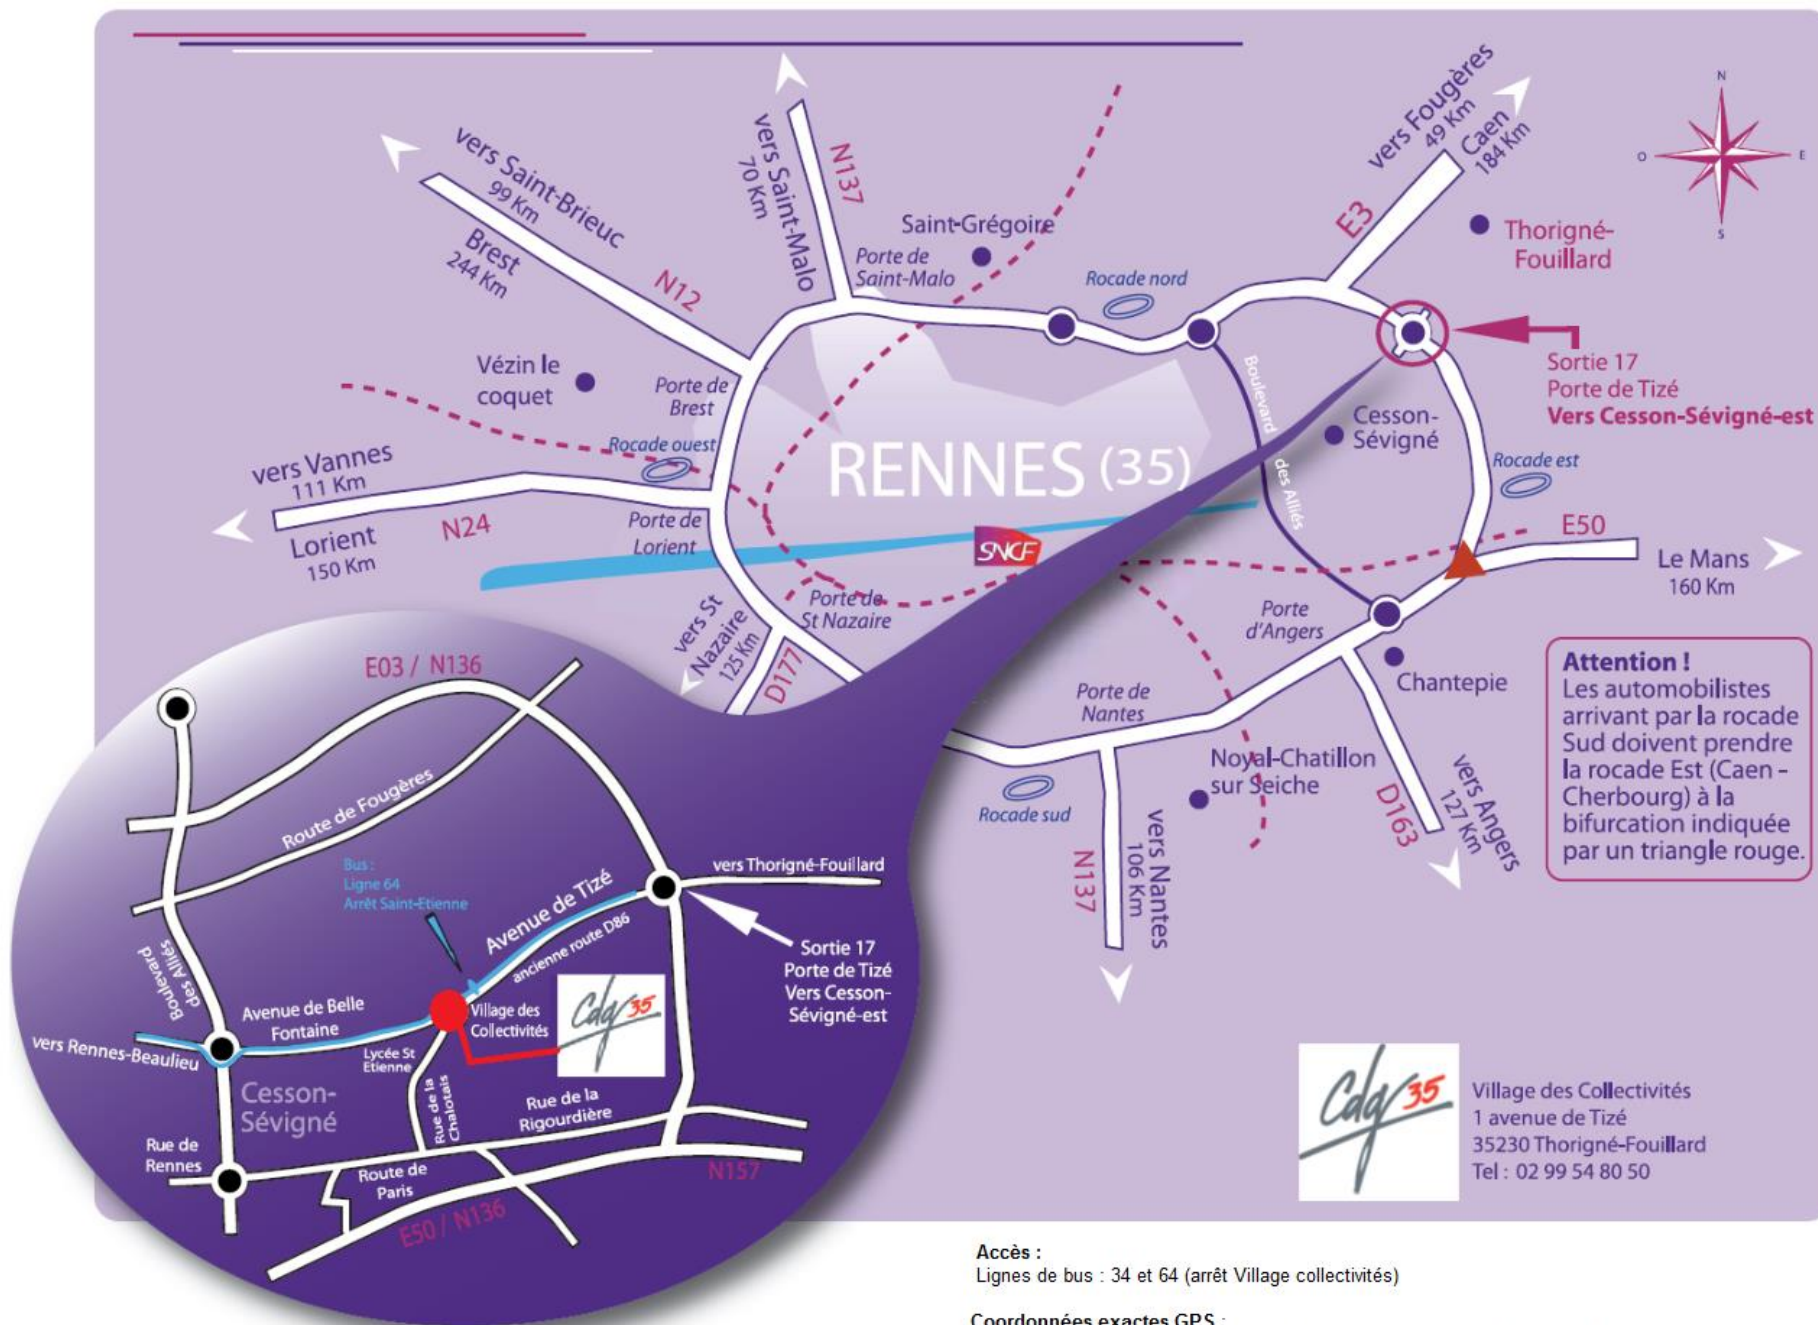 vers Saint-Brieuc
99 Km
Brest
244 Km
N12
vers Saint-Malo
70 Km
N137
Saint-Grégoire
Porte de
Saint-Malo
Rocade nord
vers Fougères
49 Km
Caen
184 Km
E3
N
O
E
S
Thorigné-
Fouillard
Sortie 17
Porte de Tizé
Vers Cesson-Sévigné-est
Vézin le
coquet
Porte de
Brest
Rocade ouest
RENNES (35)
Boulevard
des Alliés
Cesson-
Sévigné
Rocade est
vers Vannes
111 Km
Lorient
150 Km
N24
Porte de
Lorient
SNCF
E50
Le Mans
160 Km
vers St
Nazaire
125 Km
D177
Porte de
St Nazaire
Porte
d'Angers
Chantepie
Porte de
Nantes
Noyal-Chatillon
sur Seiche
Rocade sud
N137
vers Nantes
106 Km
D163
vers Angers
127 Km
Attention !
Les automobilistes
arrivant par la rocade
Sud doivent prendre
la rocade Est (Caen -
Cherbourg) à la
bifurcation indiquée
par un triangle rouge.
E03 / N136
Route de Fougères
Bus :
Ligne 64
Arrêt Saint-Etienne
Avenue de Tizé
ancienne route D86
vers Thorigné-Fouillard
Sortie 17
Porte de Tizé
Vers Cesson-
Sévigné-est
Boulevard
des Alliés
Avenue de Belle
Fontaine
Village des
Collectivités
Cdg 35
vers Rennes-Beaulieu
Lycée St
Etienne
Cesson-
Sévigné
Rue de la
Chalotais
Rue de la
Rigourdière
Rue de
Rennes
Route de
Paris
N157
E50 / N136
Cdg 35
Village des Collectivités
1 avenue de Tizé
35230 Thorigné-Fouillard
Tel : 02 99 54 80 50
Accès :
Lignes de bus : 34 et 64 (arrêt Village collectivités)
Coordonnées exactes GPS :